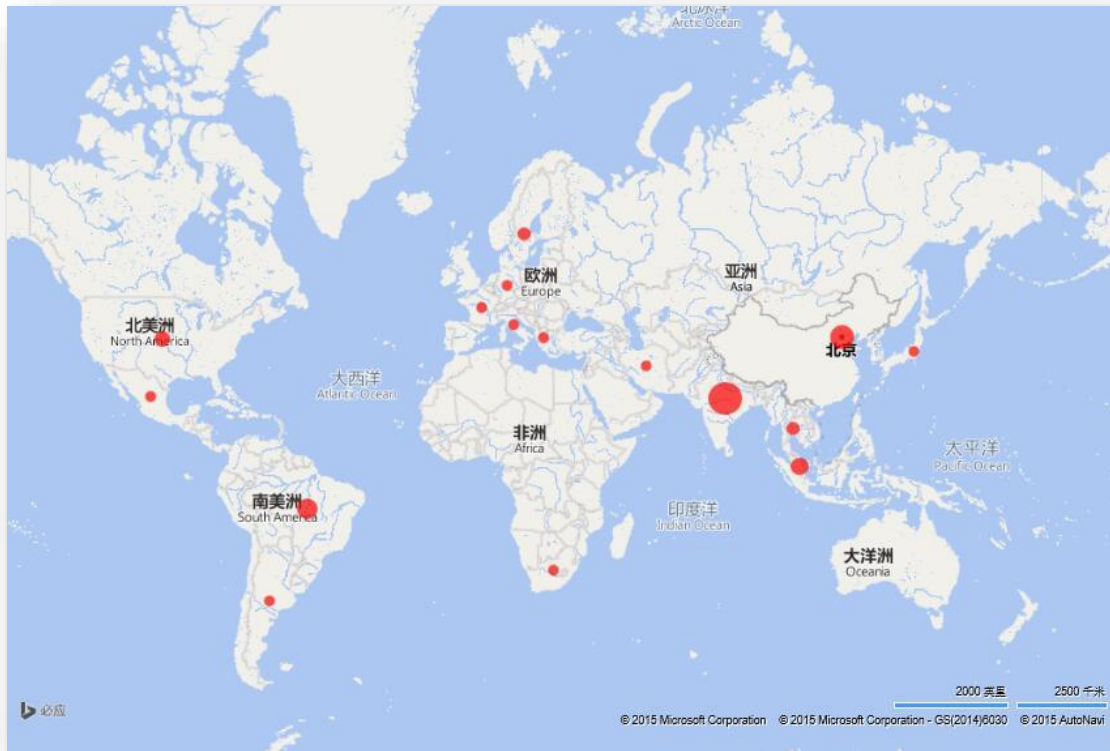 北冰洋
Arctic Ocean
欧洲
Europe
亚洲
Asia
北美洲
North America
北京
大西洋
Atlantic Ocean
非洲
Africa
太平洋
Pacific Ocean
南美洲
South America
印度洋
Indian Ocean
大洋洲
Oceania
2000 英里
2500 千米
必应
© 2015 Microsoft Corporation
© 2015 Microsoft Corporation - GS(2014)6030
© 2015 AutoNavi